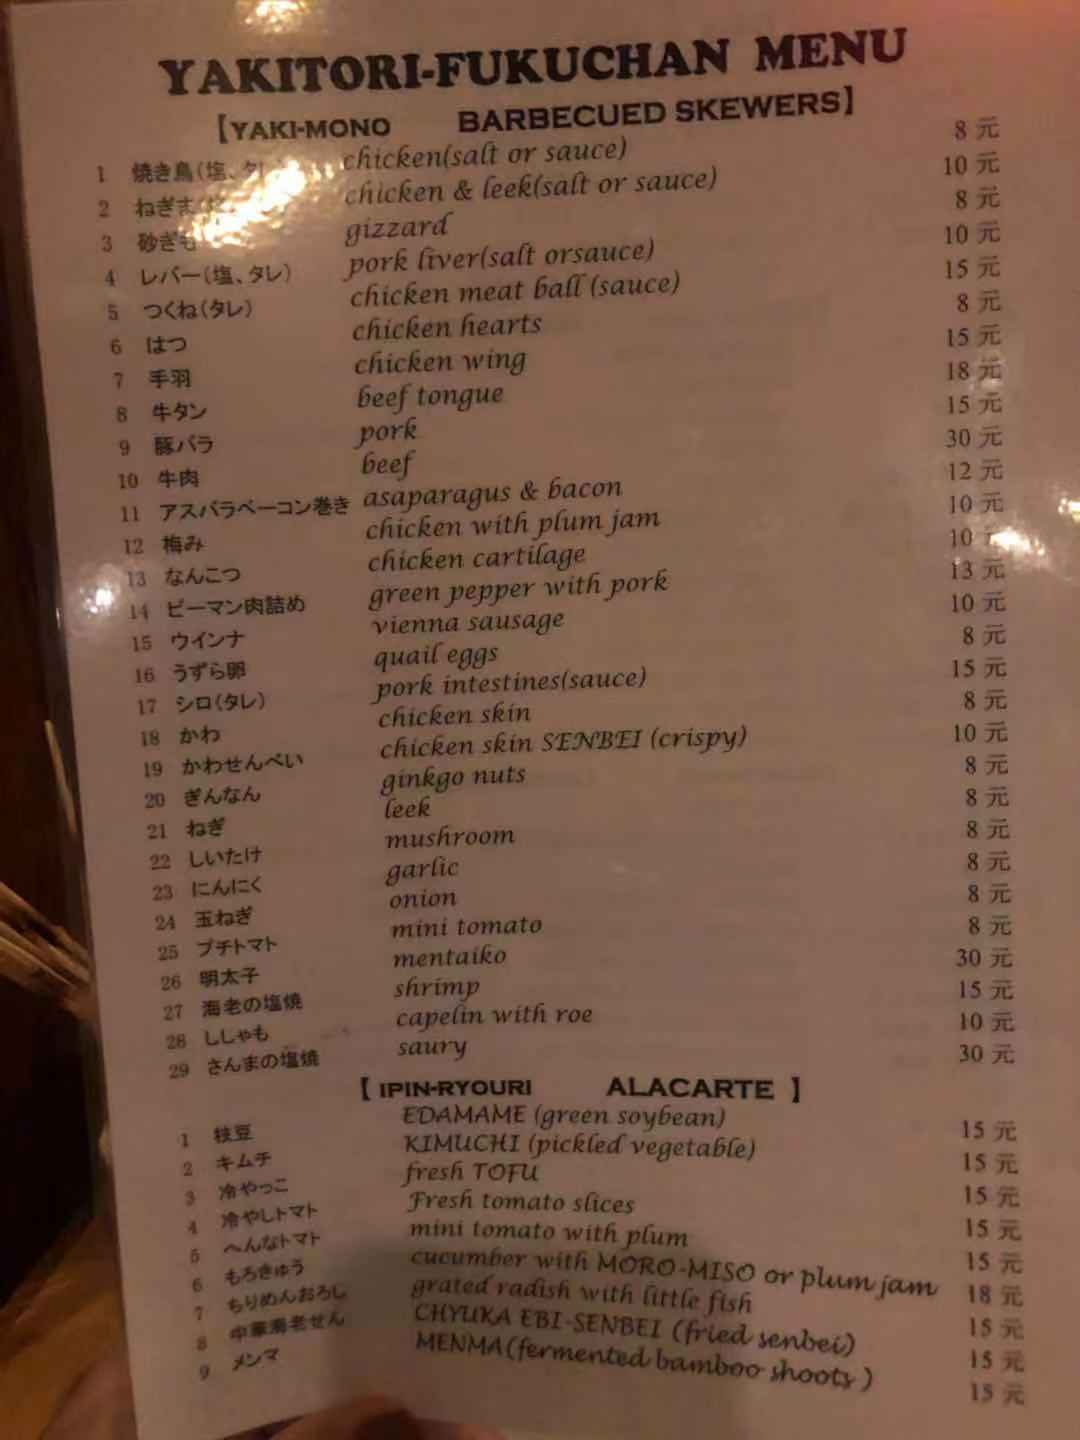 YAKITORI-FUKUCHAN MENU
【YAKI-MONO BARBECUED SKEWERS】
1 焼き鳥(塩、タ chicken(salt or sauce) 8 元
2 ねぎま chicken & leek(salt or sauce) 10 元
3 砂ぎも gizzard 8 元
4 レバー(塩、タレ) pork liver(salt orsauce) 10 元
5 つくね(タレ) chicken meat ball (sauce) 15 元
6 はつ chicken hearts 8 元
7 手羽 chicken wing 15 元
8 牛タン beef tongue 18 元
9 豚バラ pork 15 元
10 牛肉 beef 30 元
11 アスパラベーコン巻き asaparagus & bacon 12 元
12 梅み chicken with plum jam 10 元
13 なんこつ chicken cartilage 10
14 ピーマン肉詰め green pepper with pork 13 元
15 ウインナ vienna sausage 10 元
16 うずら卵 quail eggs 8 元
17 シロ(タレ) pork intestines(sauce) 15 元
18 かわ chicken skin 8 元
19 かわせんべい chicken skin SENBEI (crispy) 10 元
20 ぎんなん ginkgo nuts 8 元
21 ねぎ leek 8 元
22 しいたけ mushroom 8 元
23 にんにく garlic 8 元
24 玉ねぎ onion 8 元
25 プチトマト mini tomato 8 元
26 明太子 mentaiko 30 元
27 海老の塩焼 shrimp 15 元
28 ししゃも capelin with roe 10 元
29 さんまの塩焼 saury 30 元
【 IPIN-RYOURI ALACARTE 】
1 枝豆 EDAMAME (green soybean) 15 元
2 キムチ KIMUCHI (pickled vegetable) 15 元
3 冷やっこ fresh TOFU 15 元
4 冷やしトマト Fresh tomato slices 15 元
5 へんなトマト mini tomato with plum 15 元
6 もろきゅう cucumber with MORO-MISO or plum jam 18 元
7 ちりめんおろし grated radish with little fish 15 元
8 中華海老せん CHYUKA EBI-SENBEI (fried senbei) 15 元
9 メンマ MENMA(fermented bamboo shoots ) 15 元